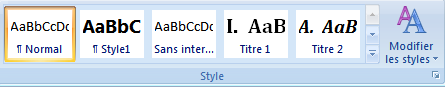 AaBbCcDc AaBbC AaBbCcDc I. AaB A. AaB
¶ Normal ¶ Style1 Sans inter... Titre 1 Titre 2
Modifier
les styles
Style